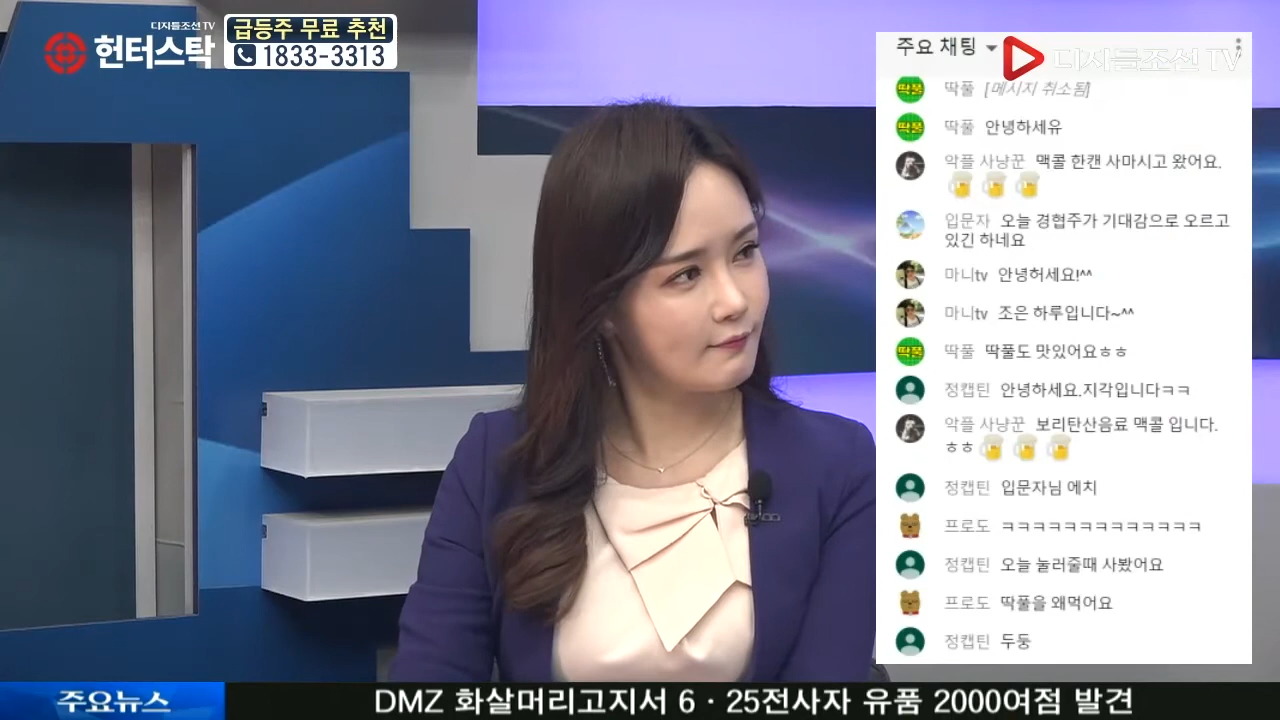 디지틀조선TV
헌터스탁
급등주 무료 추천
1833-3313
주요 채팅
디지틀조선 TV
딱풀 [메시지 취소됨]
딱풀 안녕하세유
악플 사냥꾼 맥콜 한캔 사마시고 왔어요.
입문자 오늘 경협주가 기대감으로 오르고
있긴 하네요
마니tv 안녕허세요!^^
마니tv 조은 하루입니다~^^
딱풀 딱풀도 맛있어요ㅎㅎ
정캡틴 안녕하세요.지각입니다ㅋㅋ
악플 사냥꾼 보리탄산음료 맥콜 입니다.
ㅎㅎ
정캡틴 입문자님 에치
프로도 ㅋㅋㅋㅋㅋㅋㅋㅋㅋㅋㅋㅋㅋ
정캡틴 오늘 눌러줄때 사봤어요
프로도 딱풀을 왜먹어요
정캡틴 두둥
주요뉴스
DMZ 화살머리고지서 6·25전사자 유품 2000여점 발견